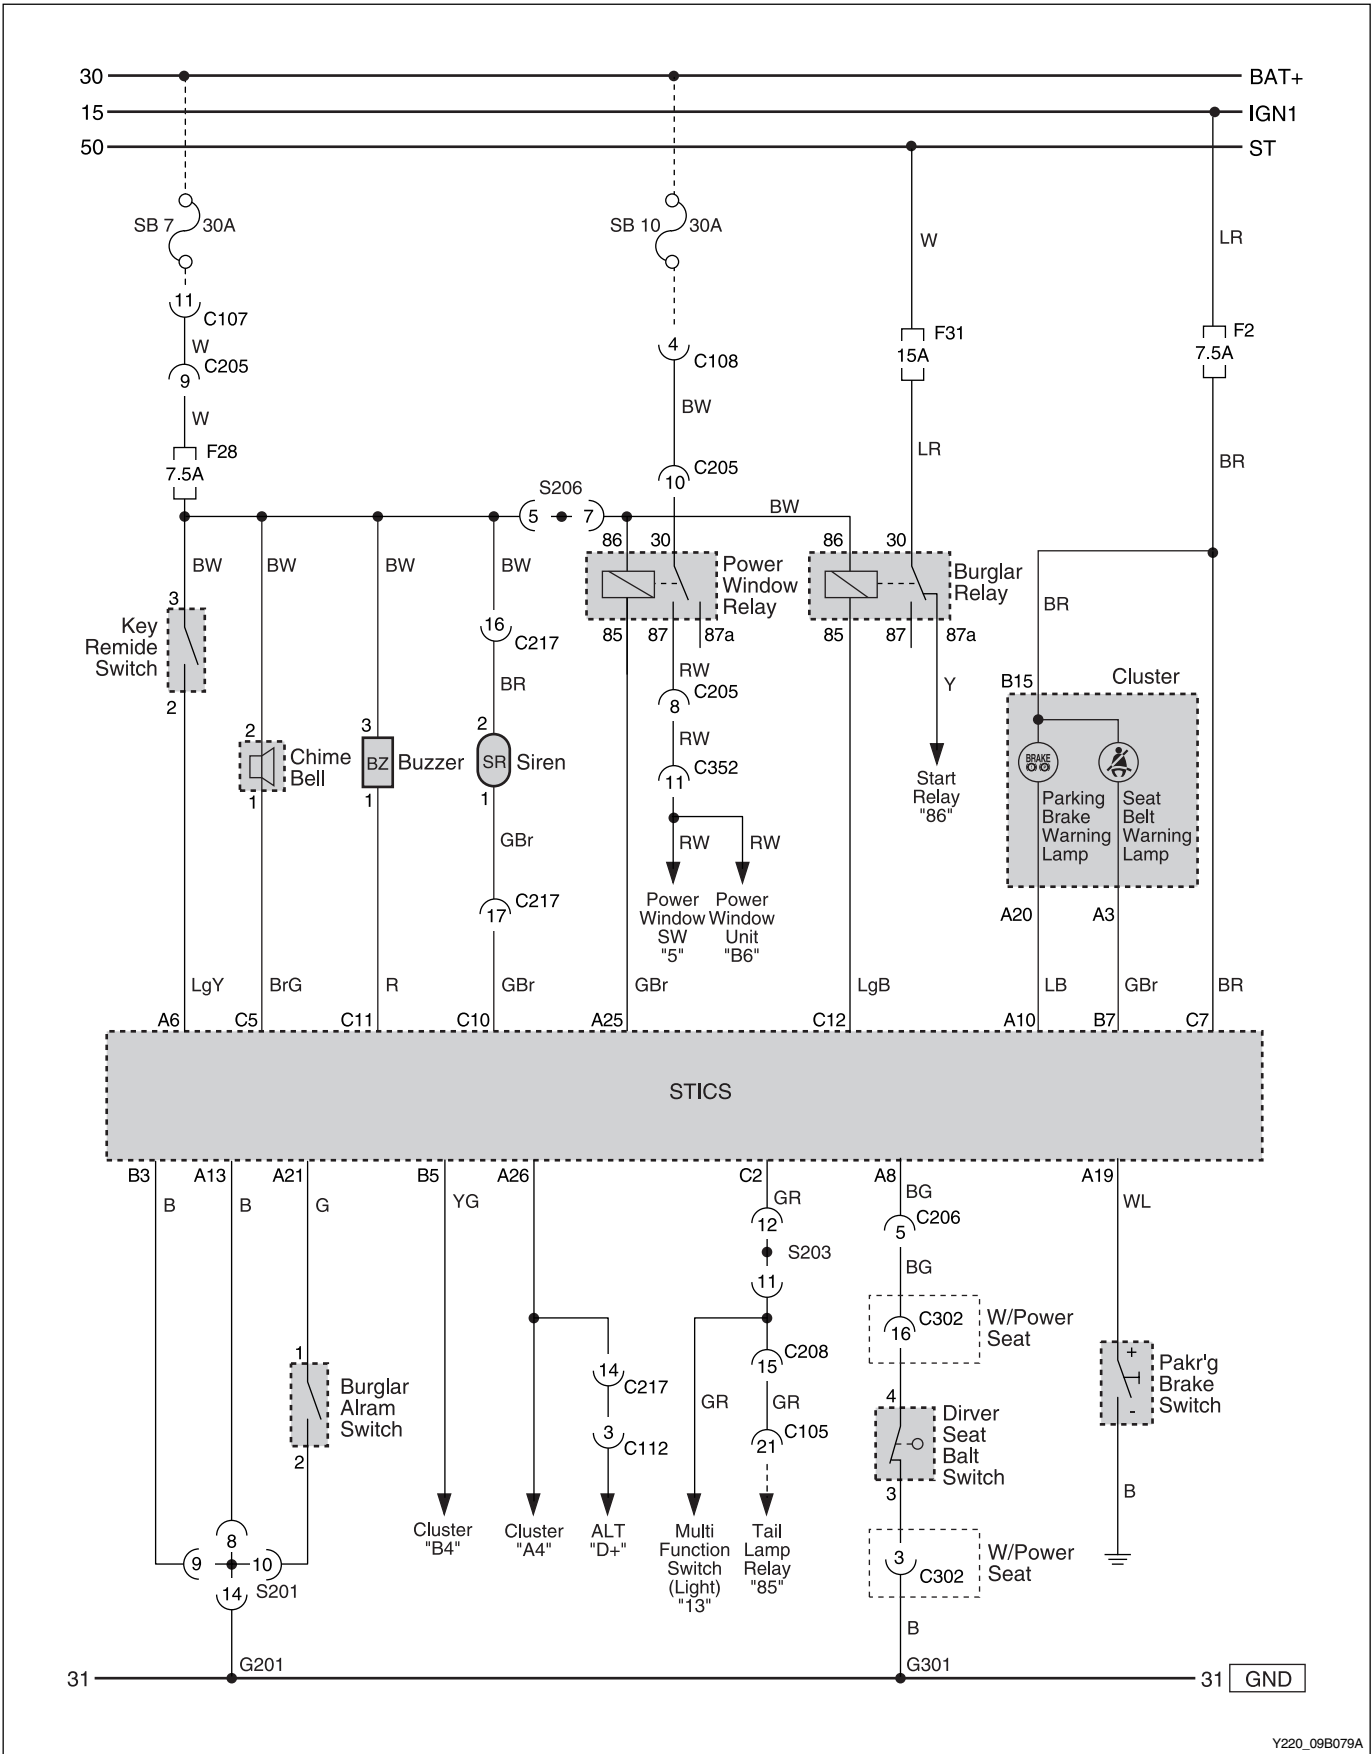 30 BAT+
15 IGN1
50 ST
SB 7 30A SB 10 30A
W LR
11 C107
W
C205
9
W
4 C108
F31
15A
F2
7.5A
BW
F28
7.5A
C205
10
LR BR
S206
5 7
BW
86 30 86 30
BW BW BW BW
Power
Window
Relay
Burglar
Relay
85 87 87a 85 87 87a
3
Key
Remide
Switch
2
16
C217
BR
RW
C205
8
RW
C352
11
RW RW
Y
BR
B15 Cluster
2
Chime
Bell
1
3
BZ Buzzer
1
2
SR Siren
1
GBr
C217
17
Start
Relay
"86"
BRAKE
Parking
Brake
Warning
Lamp
Seat
Belt
Warning
Lamp
Power
Window
SW
"5"
Power
Window
Unit
"B6"
A20 A3
LgY BrG R GBr GBr LgB LB GBr BR
A6 C5 C11 C10 A25 C12 A10 B7 C7
STICS
B3 A13 A21 B5 A26 C2 A8 A19
B B G YG GR BG WL
12
S203
11
C206
5
BG
C302
16
W/Power
Seat
1
Burglar
Alram
Switch
2
14
C217
3
C112
C208
15
GR GR
C105
21
4
Dirver
Seat
Balt
Switch
3
+
Pakr'g
Brake
Switch
-
B
Cluster
"B4"
Cluster
"A4"
ALT
"D+"
Multi
Function
Switch
(Light)
"13"
Tail
Lamp
Relay
"85"
3
C302
W/Power
Seat
8
9 10
14 S201
B
G201 G301
31 31 GND
Y220_09B079A